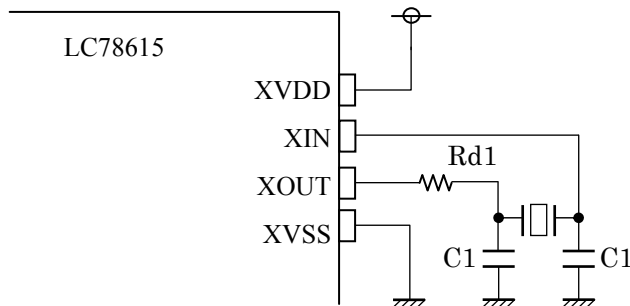 LC78615
XVDD
XIN
Rd1
XOUT
XVSS
C1
C1